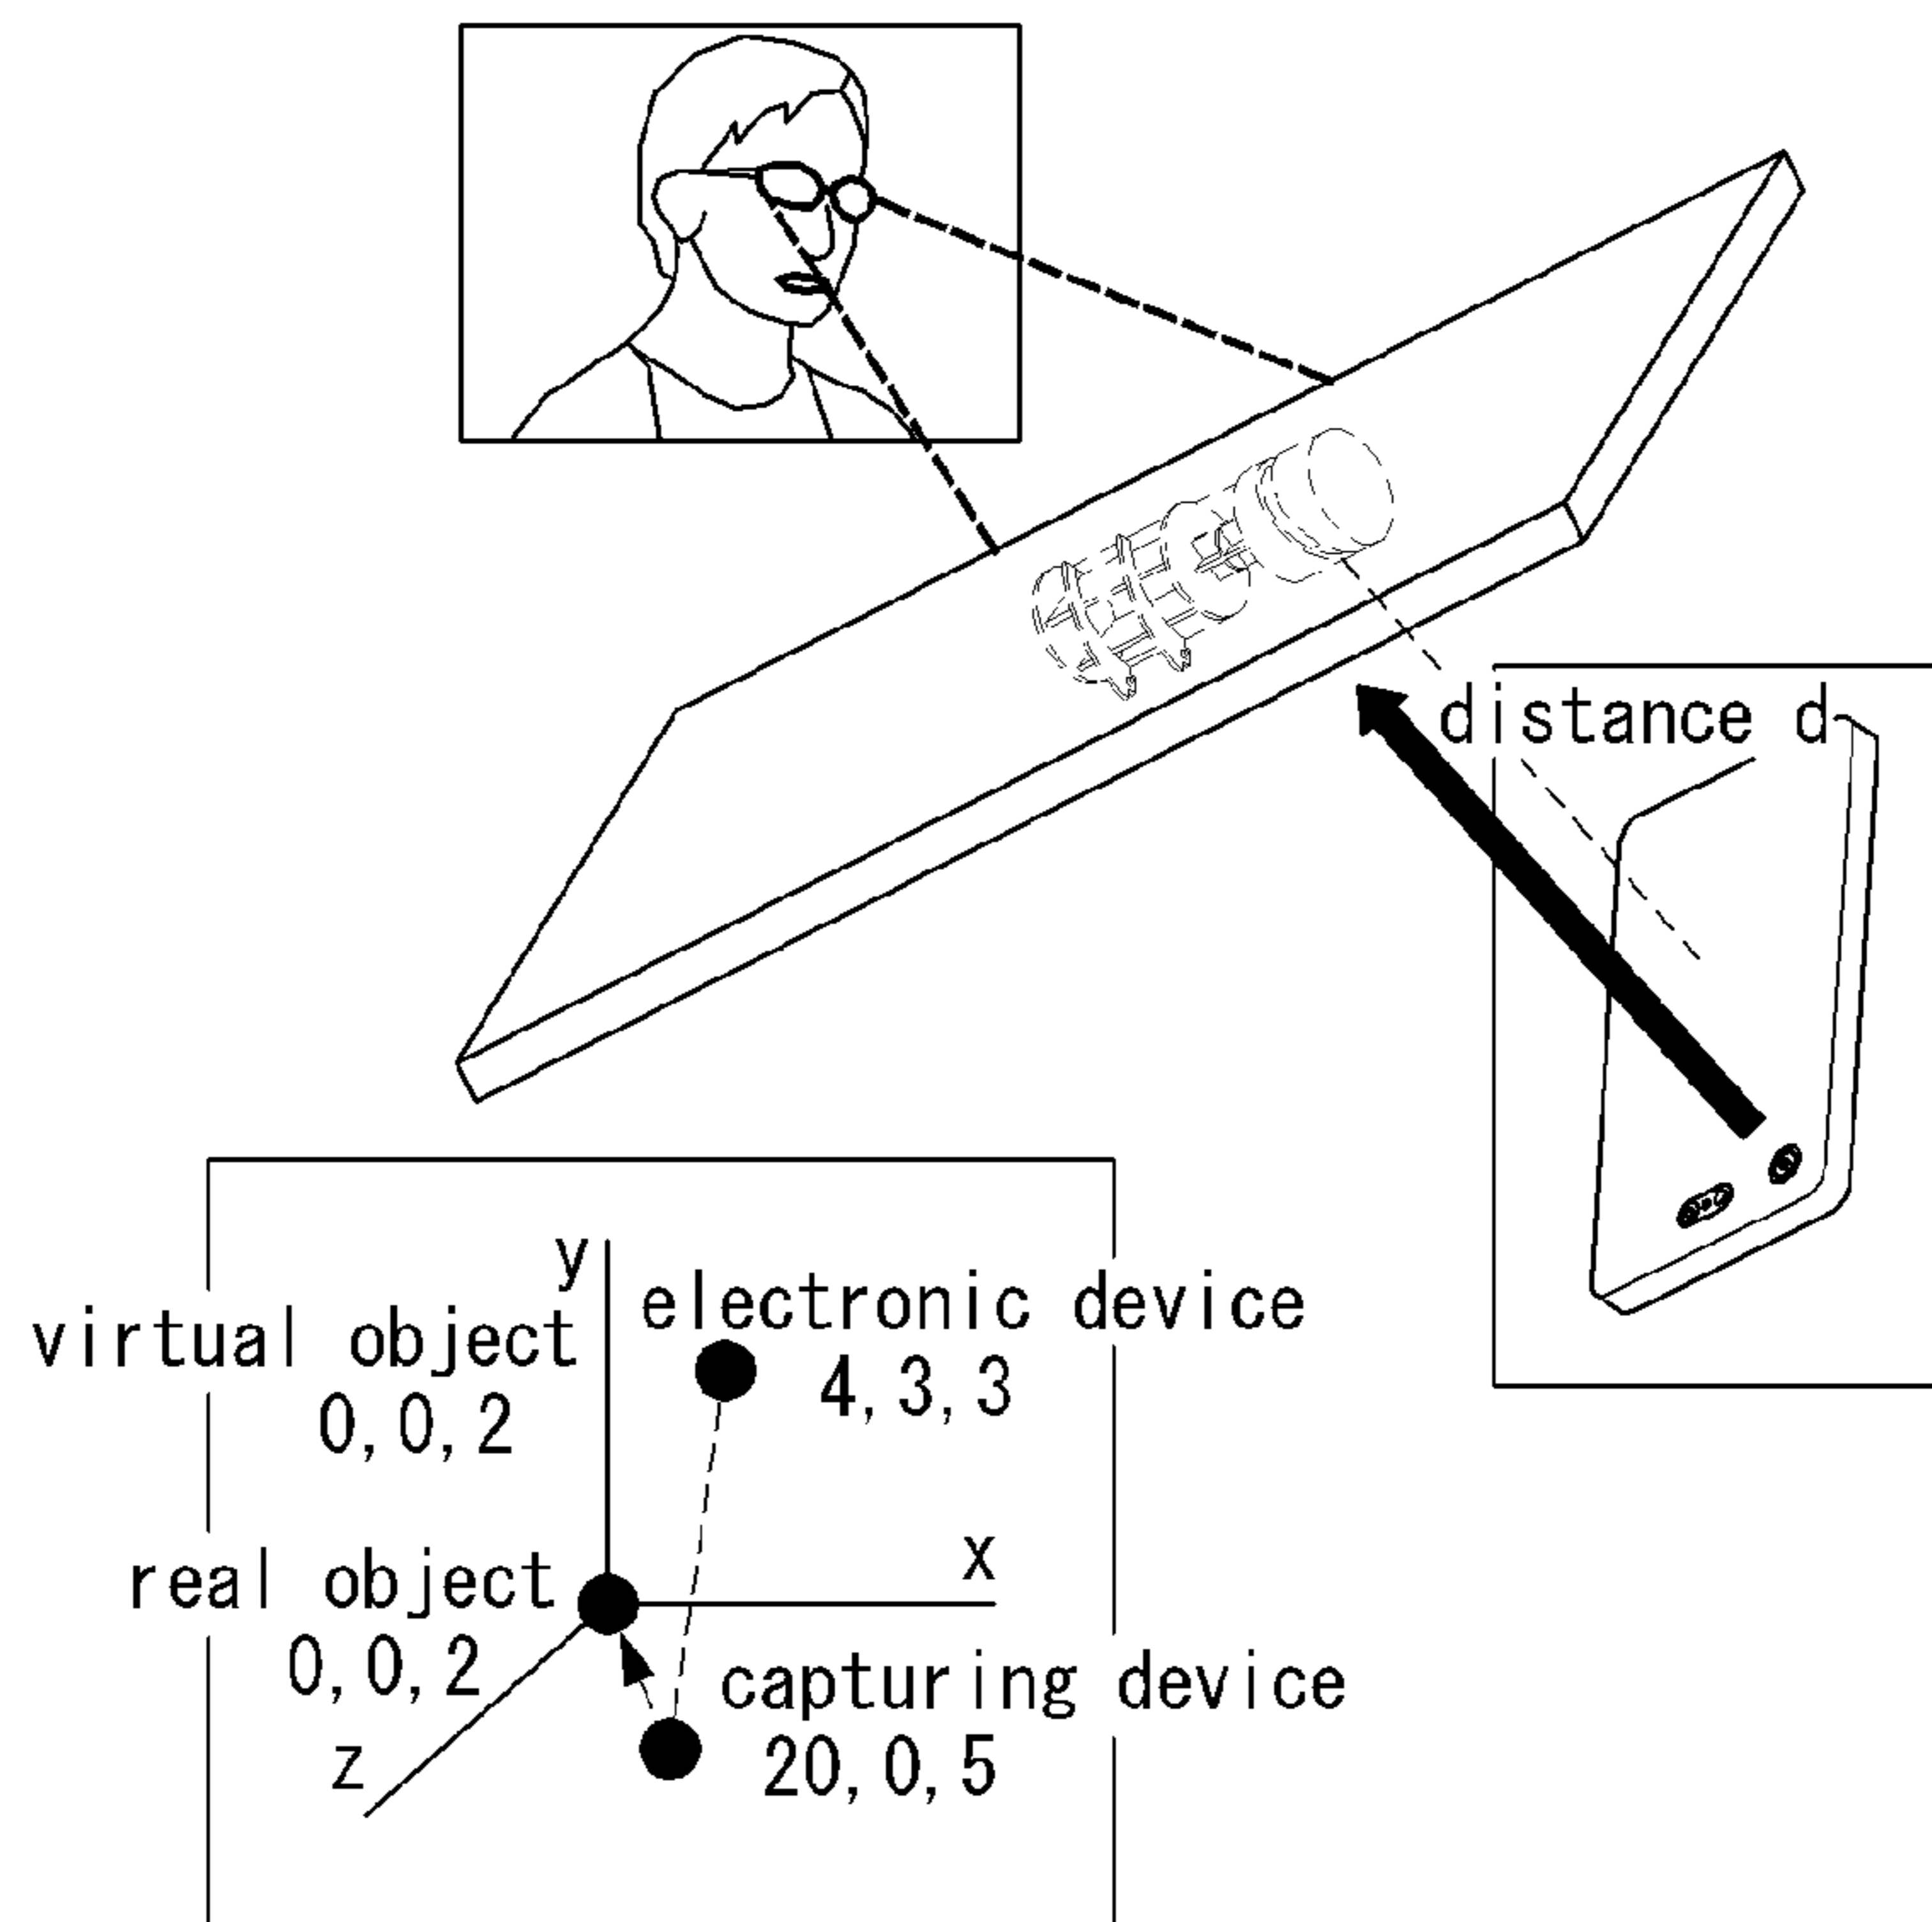 distance d
y
electronic device
4,3,3
virtual object
0,0,2
x
real object
0,0,2
capturing device
20,0,5
z